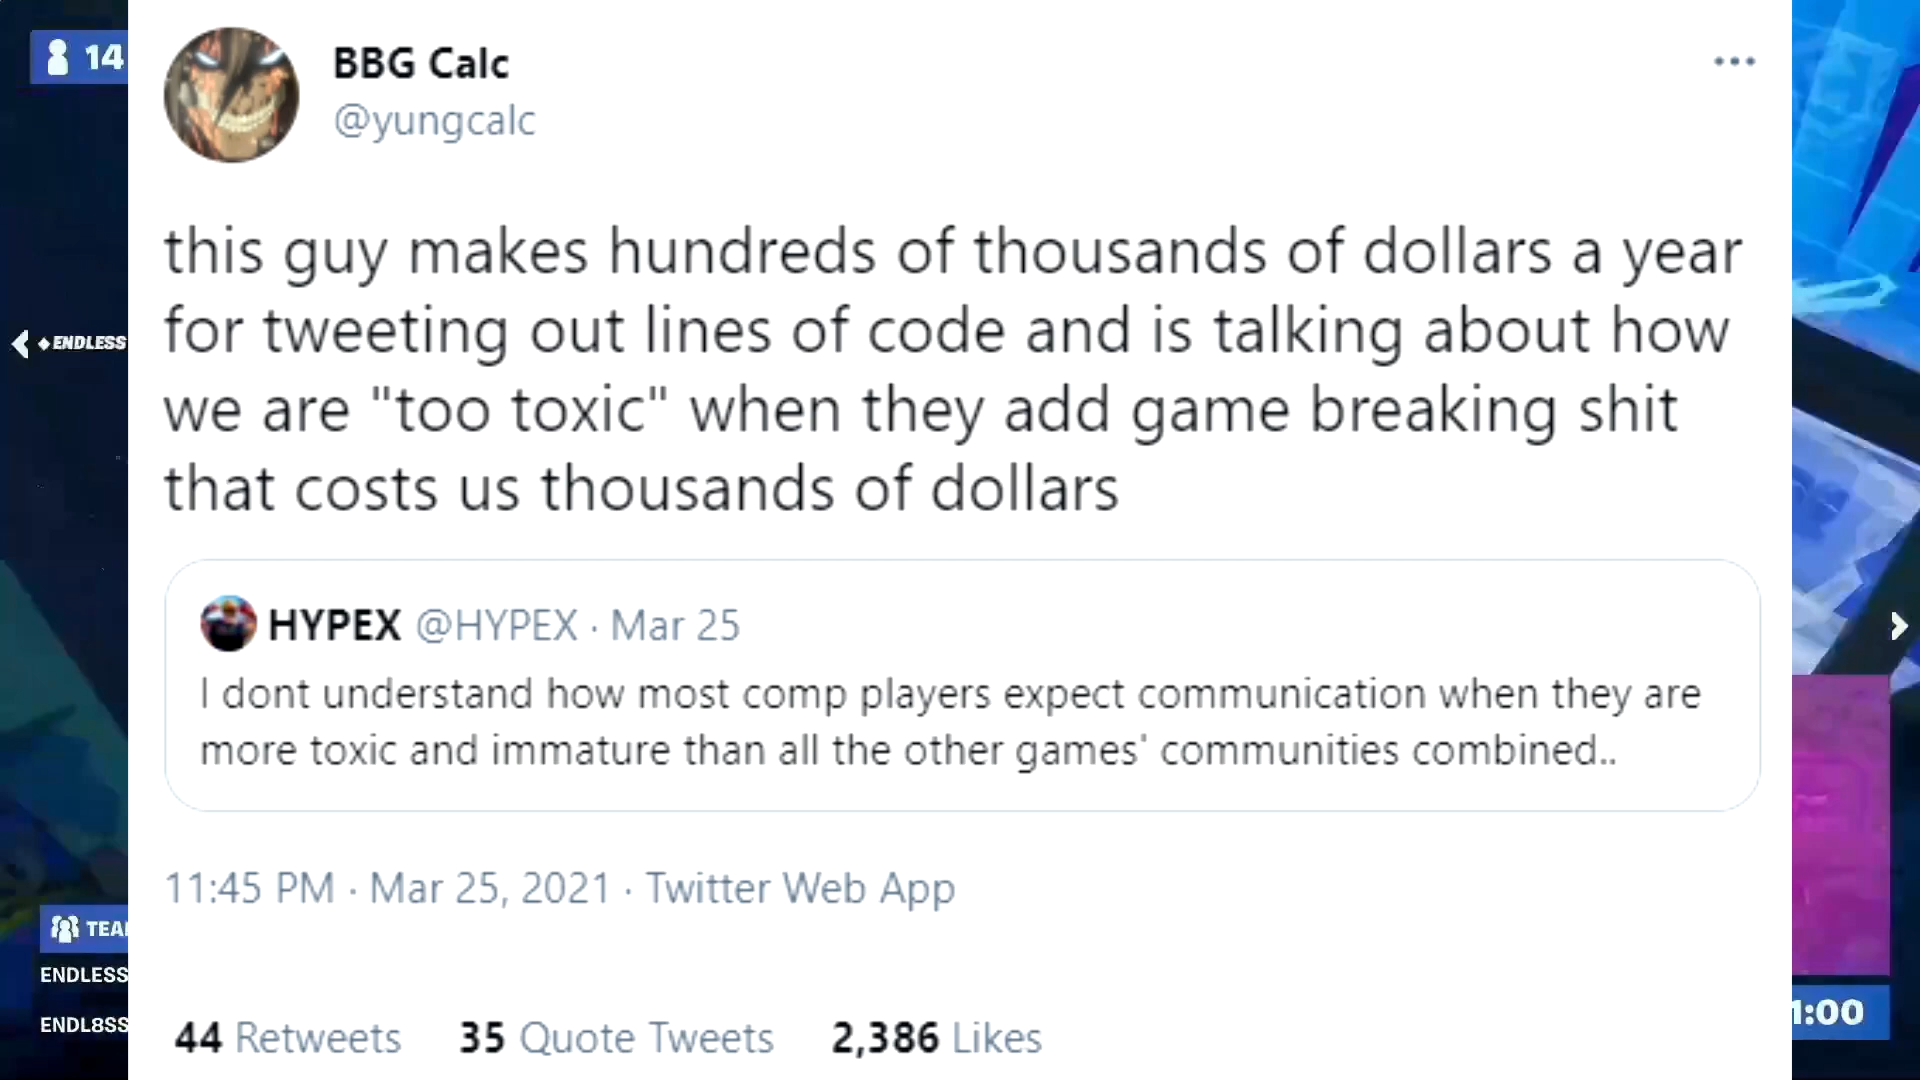 14
BBG Calc
@yungcalc
ENDLESS
this guy makes hundreds of thousands of dollars a year
for tweeting out lines of code and is talking about how
we are "too toxic" when they add game breaking shit
that costs us thousands of dollars
HYPEX @HYPEX · Mar 25
I dont understand how most comp players expect communication when they are
more toxic and immature than all the other games' communities combined..
11:45 PM · Mar 25, 2021 · Twitter Web App
TEA
ENDLESS
ENDL8SS
1:00
44 Retweets 35 Quote Tweets 2,386 Likes